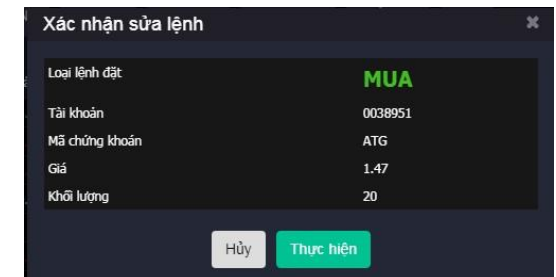 Xác nhận sửa lệnh
Loại lệnh đặt MUA
Tài khoản 0038951
Mã chứng khoán ATG
Giá 1.47
Khối lượng 20
Hủy Thực hiện